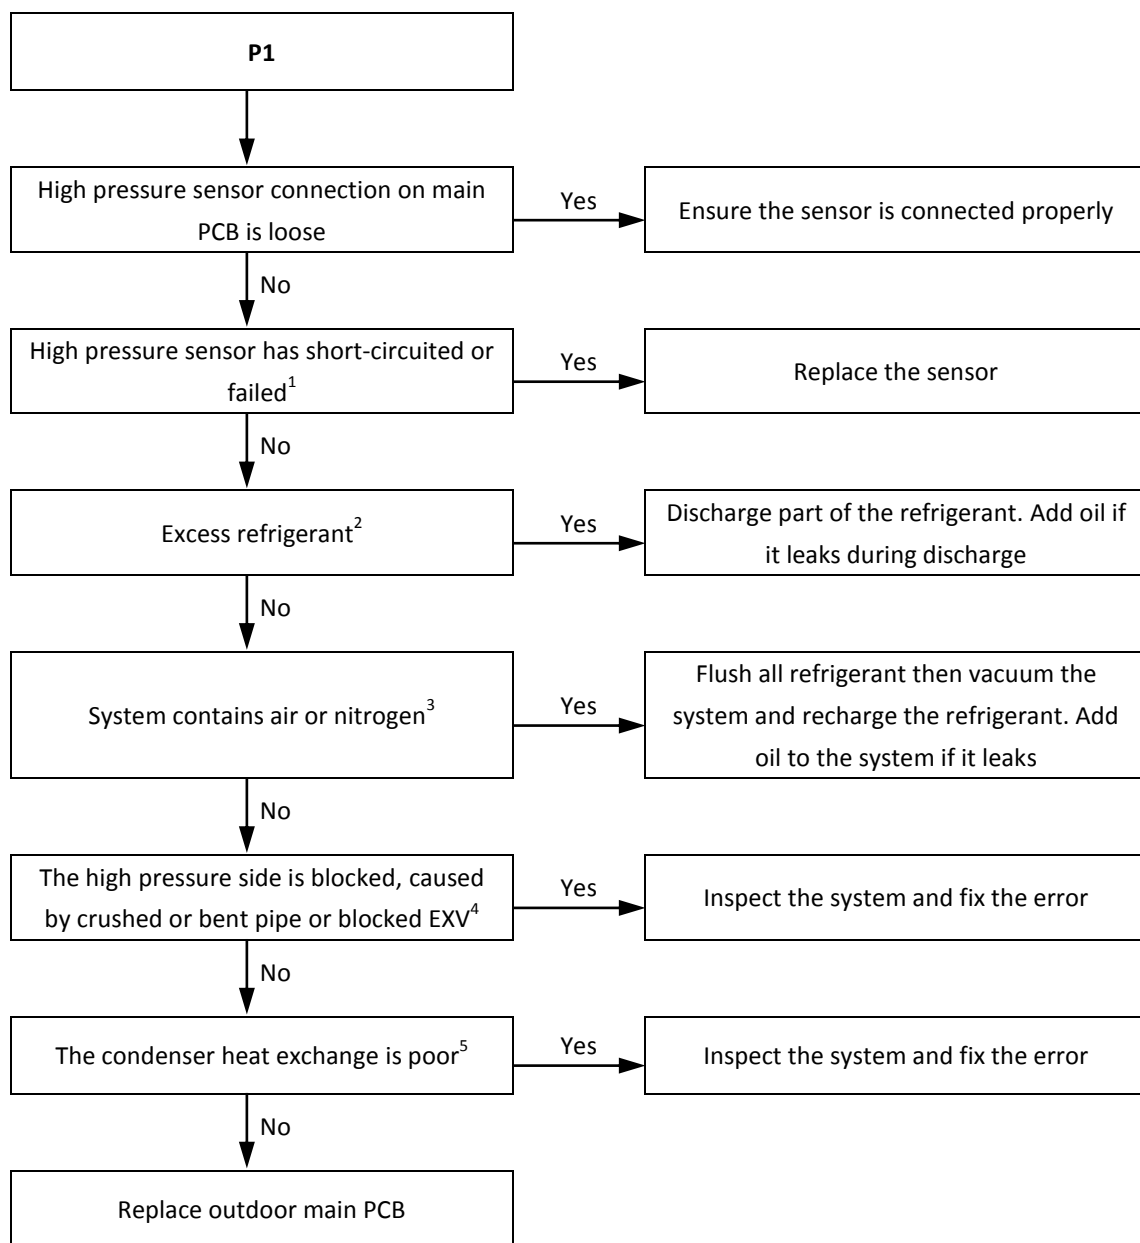 P1
High pressure sensor connection on main
PCB is loose
Yes
Ensure the sensor is connected properly
No
High pressure sensor has short-circuited or
failed1
Yes
Replace the sensor
No
Excess refrigerant2
Yes
Discharge part of the refrigerant. Add oil if
it leaks during discharge
No
System contains air or nitrogen3
Yes
Flush all refrigerant then vacuum the
system and recharge the refrigerant. Add
oil to the system if it leaks
No
The high pressure side is blocked, caused
by crushed or bent pipe or blocked EXV4
Yes
Inspect the system and fix the error
No
The condenser heat exchange is poor5
Yes
Inspect the system and fix the error
No
Replace outdoor main PCB